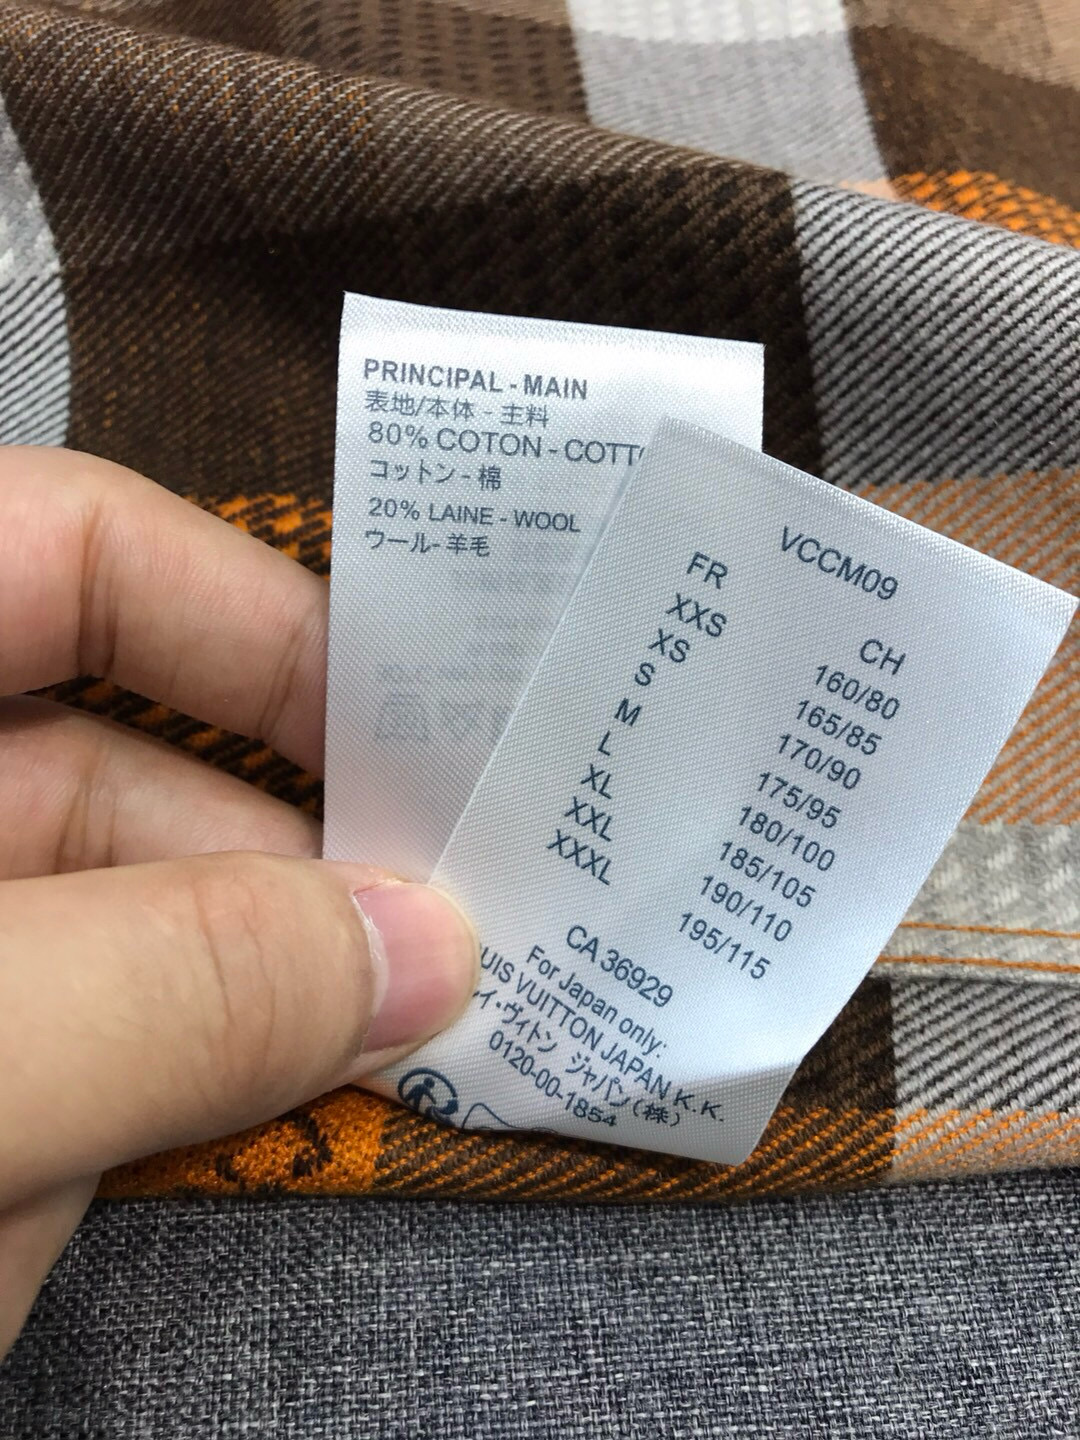 PRINCIPAL - MAIN
表地/本体 - 主料
80% COTON - COTT
コットン - 棉
20% LAINE - WOOL
ウール- 羊毛
VCCM09
FR CH
XXS 160/80
XS 165/85
S 170/90
M 175/95
L 180/100
XL 185/105
XXL 190/110
XXXL 195/115
CA 36929
For Japan only:
UIS VUITTON JAPAN K.K.
イ・ヴィトン ジャパン(株)
0120-00-1854